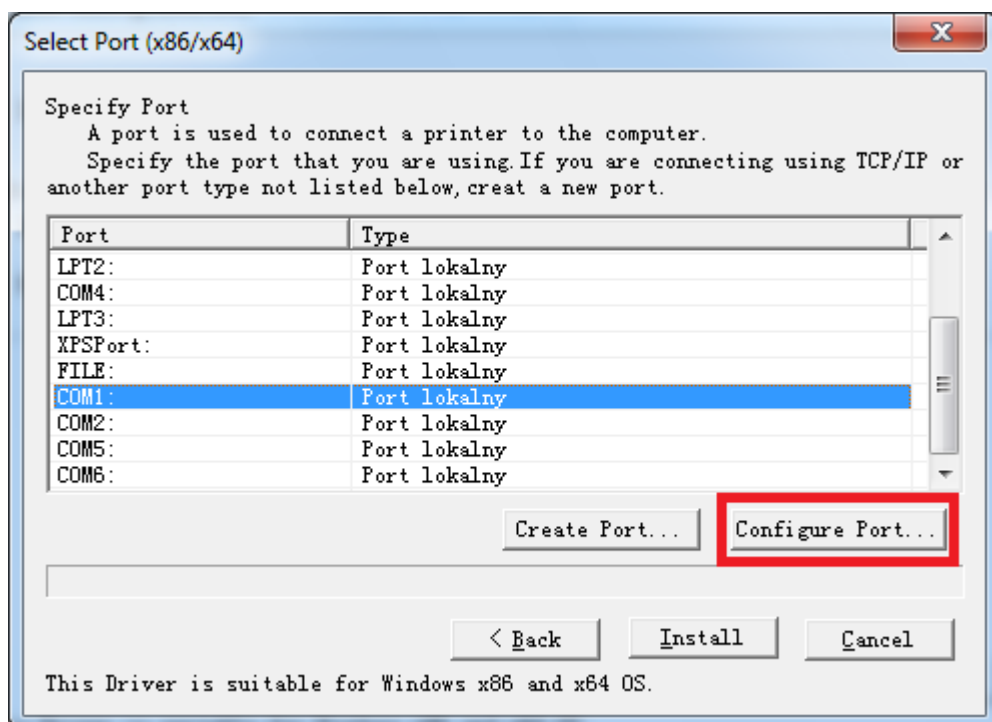 Select Port (x86/x64)
Specify Port
A port is used to connect a printer to the computer.
Specify the port that you are using.If you are connecting using TCP/IP or
another port type not listed below,creat a new port.
Port Type
LPT2: Port lokalny
COM4: Port lokalny
LPT3: Port lokalny
XPSPort: Port lokalny
FILE: Port lokalny
COM1: Port lokalny
COM2: Port lokalny
COM5: Port lokalny
COM6: Port lokalny
Create Port... Configure Port...
< Back Install Cancel
This Driver is suitable for Windows x86 and x64 OS.